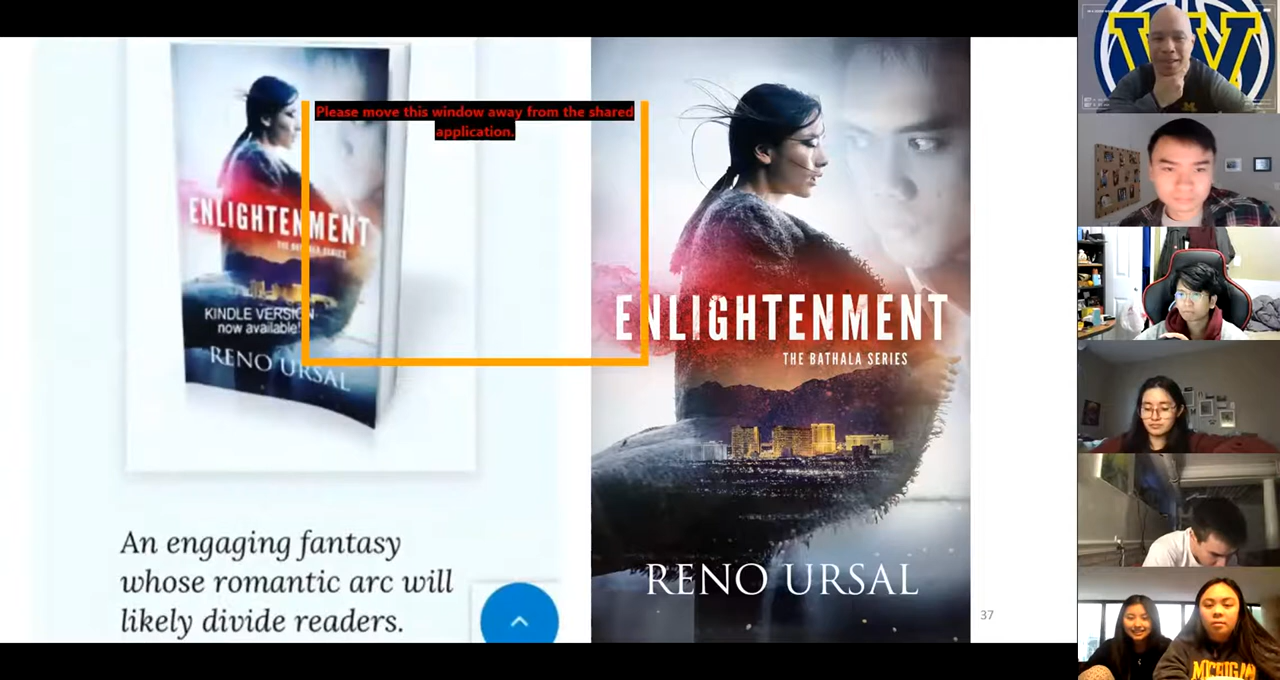 Please move this window away from the shared
application.
ENLIGHTENMENT
THE BATHALA SERIES
KINDLE VERSION
now available!
RENO URSAL
An engaging fantasy
whose romantic arc will
likely divide readers.
ENLIGHTENMENT
THE BATHALA SERIES
RENO URSAL
37
W
M
MICHIGAN